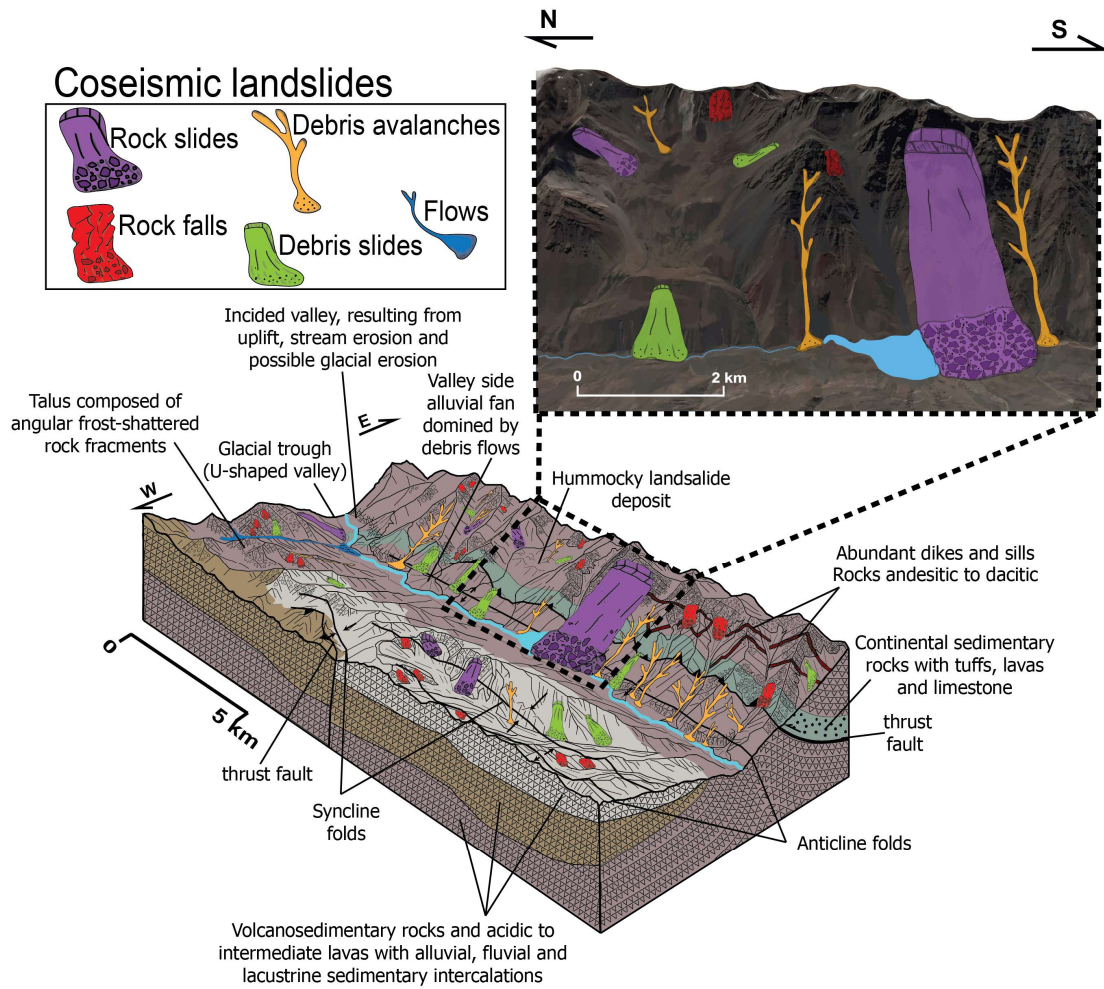 N
S
Coseismic landslides
Rock slides
Debris avalanches
Rock falls
Debris slides
Flows
0
2 km
Incided valley, resulting from
uplift, stream erosion and
possible glacial erosion
Talus composed of
angular frost-shattered
rock fragments
Glacial trough
(U-shaped valley)
E
Valley side
alluvial fan
domined by
debris flows
W
Hummocky landsalide
deposit
Abundant dikes and sills
Rocks andesitic to dacitic
Continental sedimentary
rocks with tuffs, lavas
and limestone
thrust
fault
0
5 km
thrust fault
Syncline
folds
Anticline folds
Volcanosedimentary rocks and acidic to
intermediate lavas with alluvial, fluvial and
lacustrine sedimentary intercalations